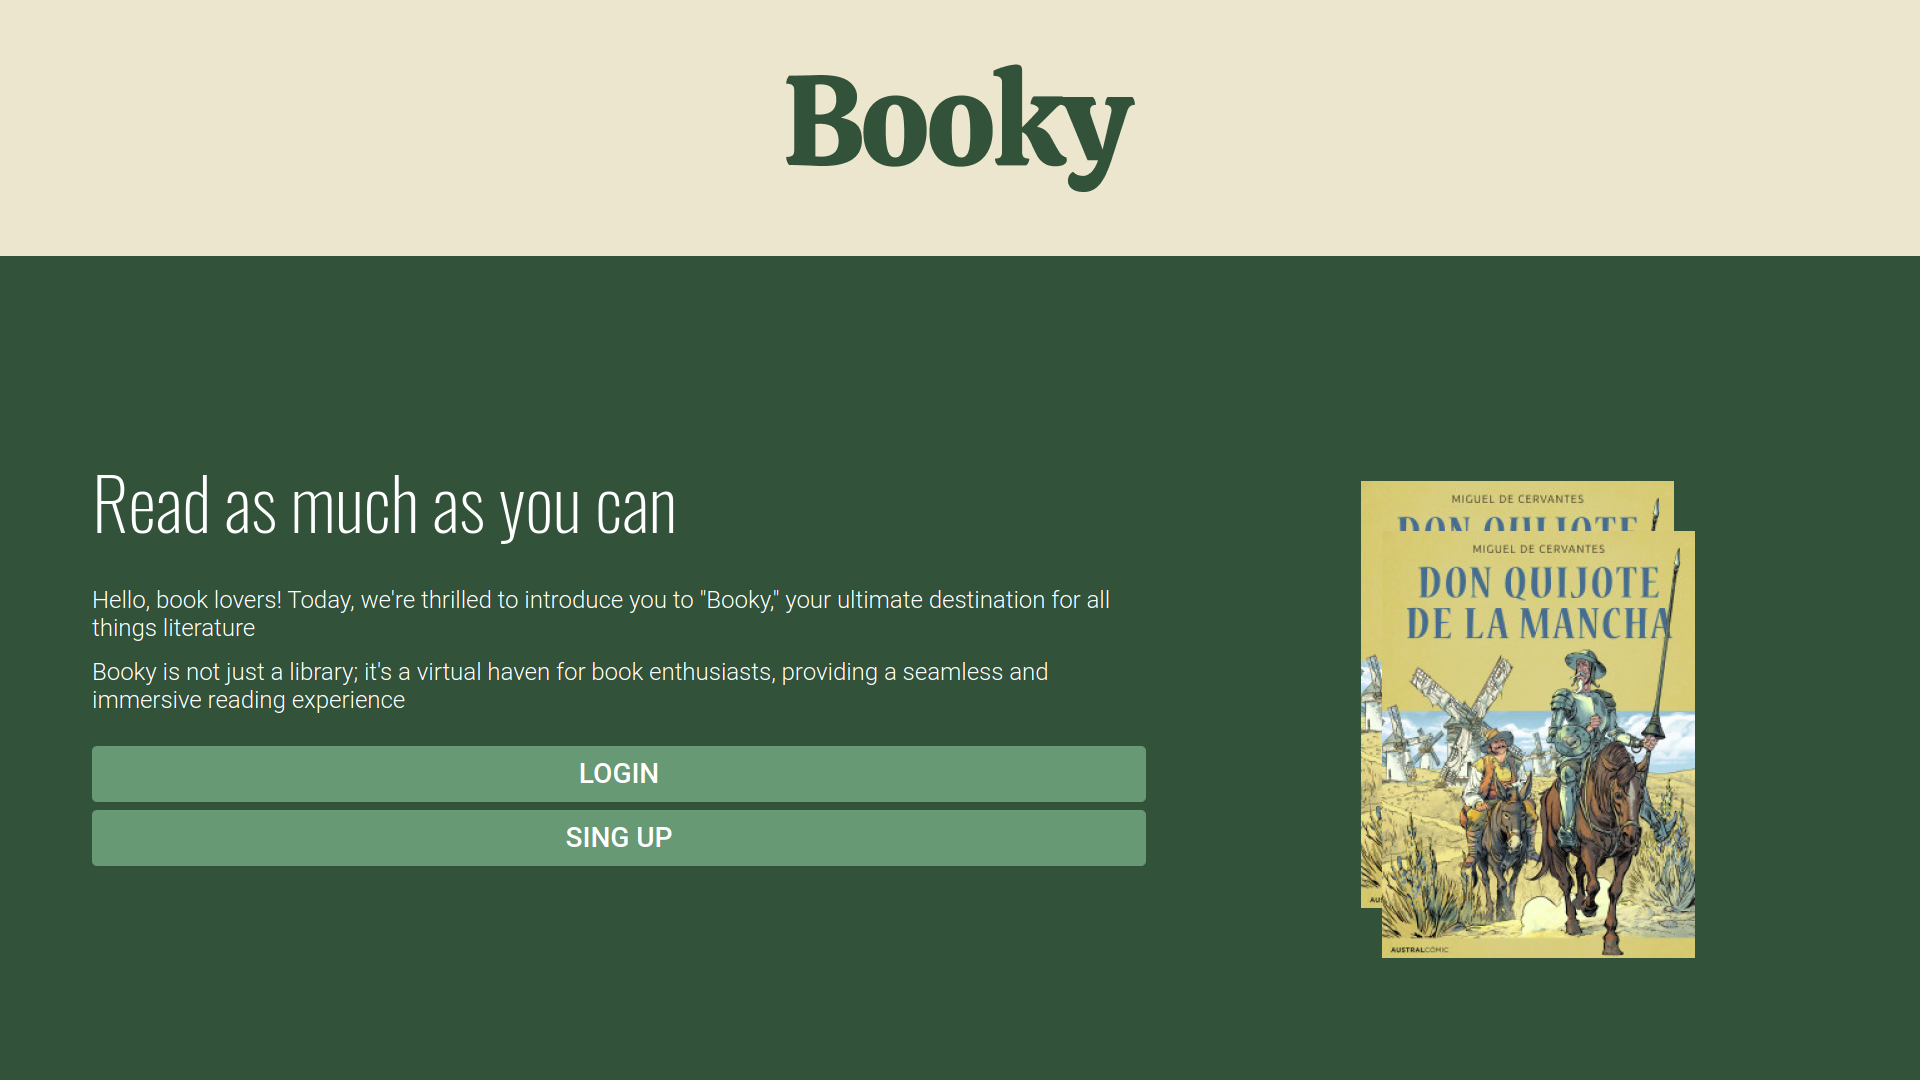 Booky
Read as much as you can
Hello, book lovers! Today, we're thrilled to introduce you to "Booky," your ultimate destination for all
things literature
Booky is not just a library; it's a virtual haven for book enthusiasts, providing a seamless and
immersive reading experience
LOGIN
SING UP
MIGUEL DE CERVANTES
DON QUIJOTE
MIGUEL DE CERVANTES
DON QUIJOTE
DE LA MANCHA
AUS
AUSTRALCÓMIC